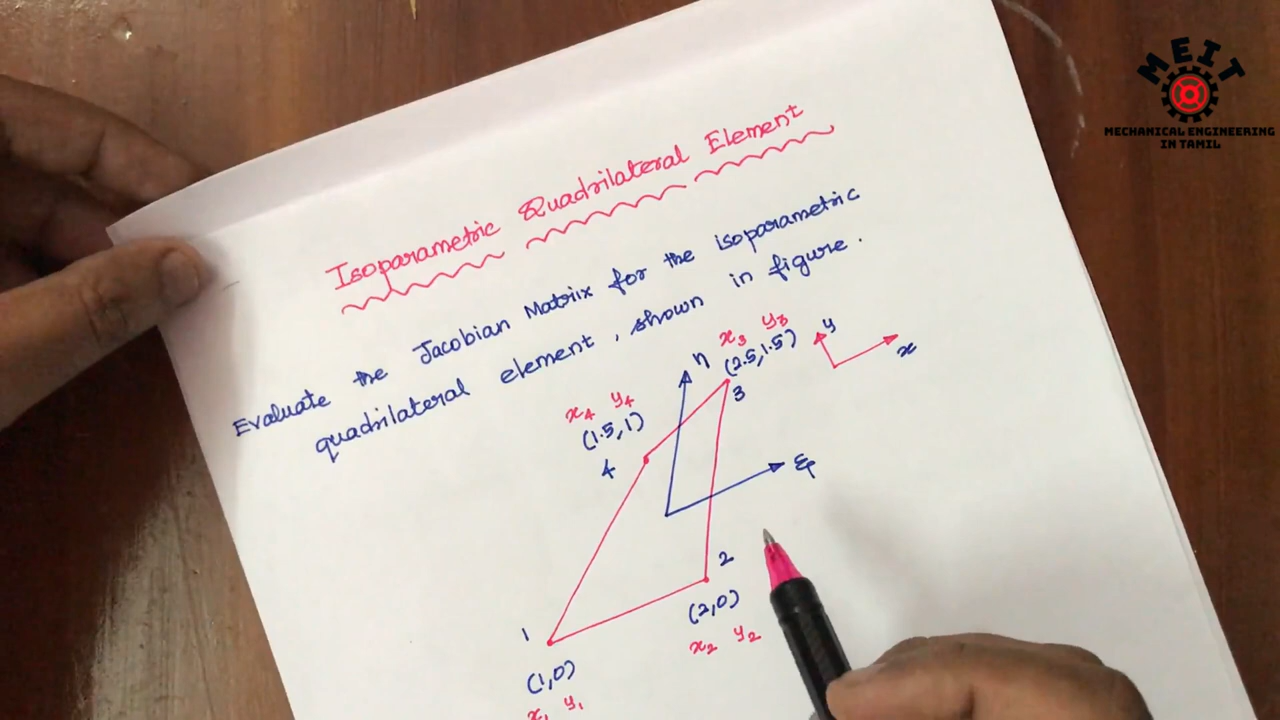 MEIT
MECHANICAL ENGINEERING
IN TAMIL
Isoparametric Quadrilateral Element
Evaluate the Jacobian Matrix for the isoparametric
quadrilateral element, shown in figure.
y
x
η
x₃ y₃
(2.5, 1.5)
3
x₄ y₄
(1.5, 1)
4
ξ
2
(2,0)
x₂ y₂
1
(1,0)
x₁ y₁